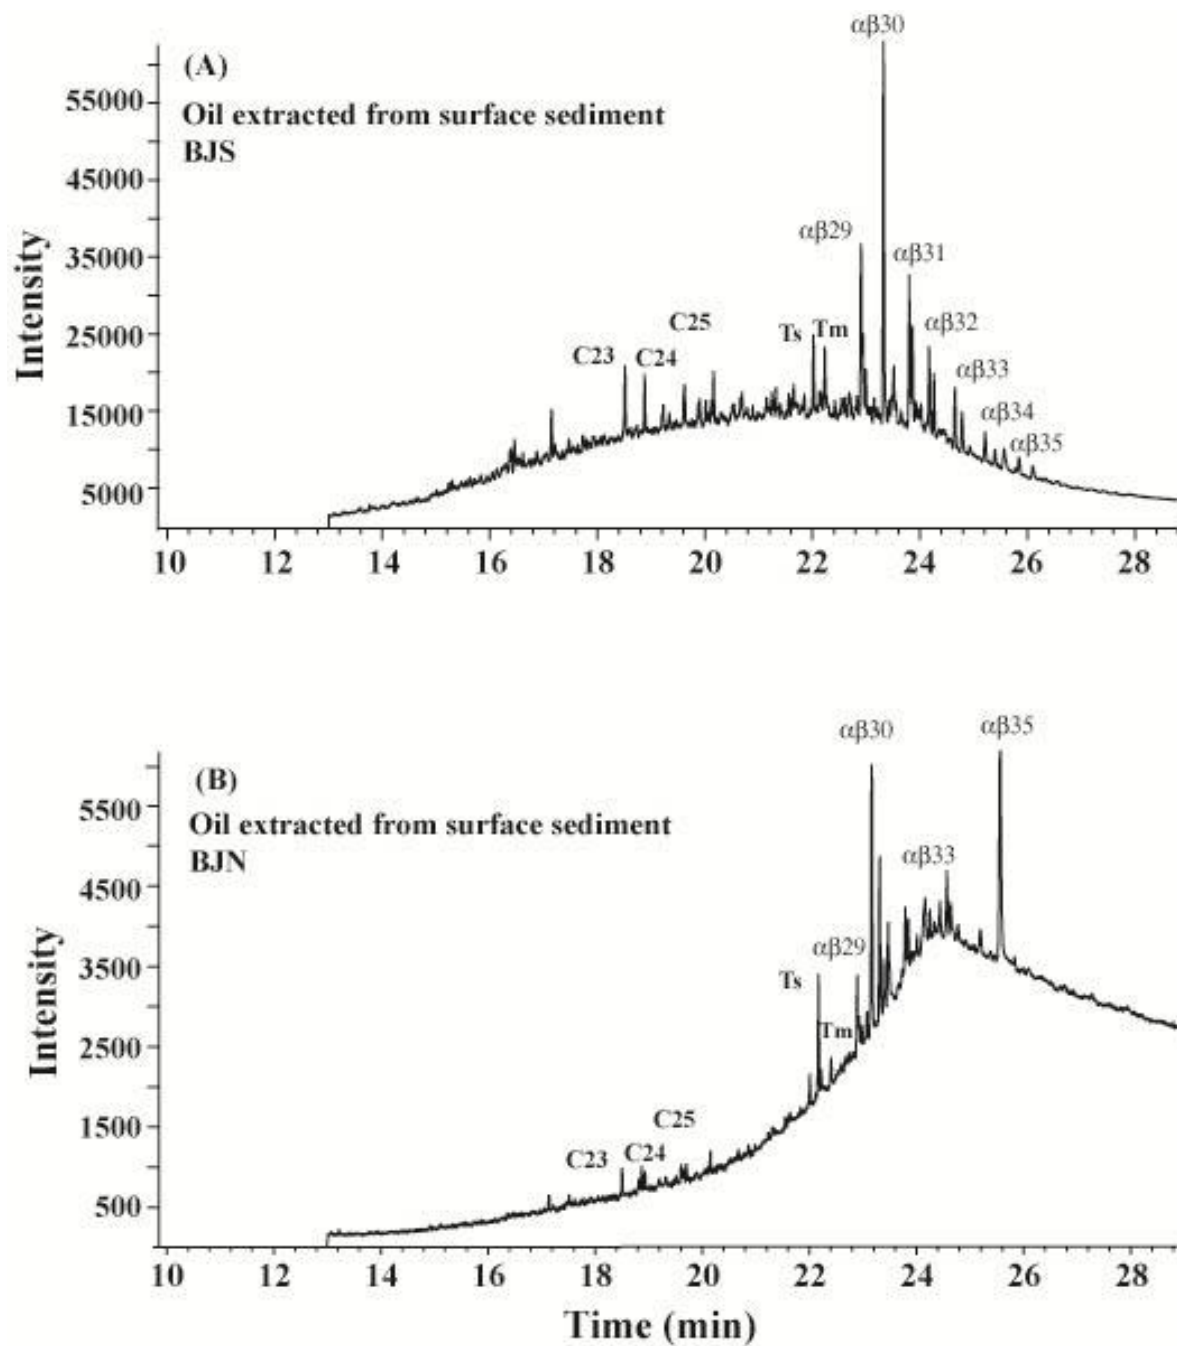 αβ30
(A)
Oil extracted from surface sediment
BJS
55000
45000
35000
25000
15000
5000
Intensity
αβ29
αβ31
αβ32
αβ33
αβ34
αβ35
C23
C24
C25
Ts
Tm
10 12 14 16 18 20 22 24 26 28
αβ30
αβ35
(B)
Oil extracted from surface sediment
BJN
5500
4500
3500
2500
1500
500
Intensity
αβ33
αβ29
Ts
Tm
C25
C23
C24
10 12 14 16 18 20 22 24 26 28
Time (min)